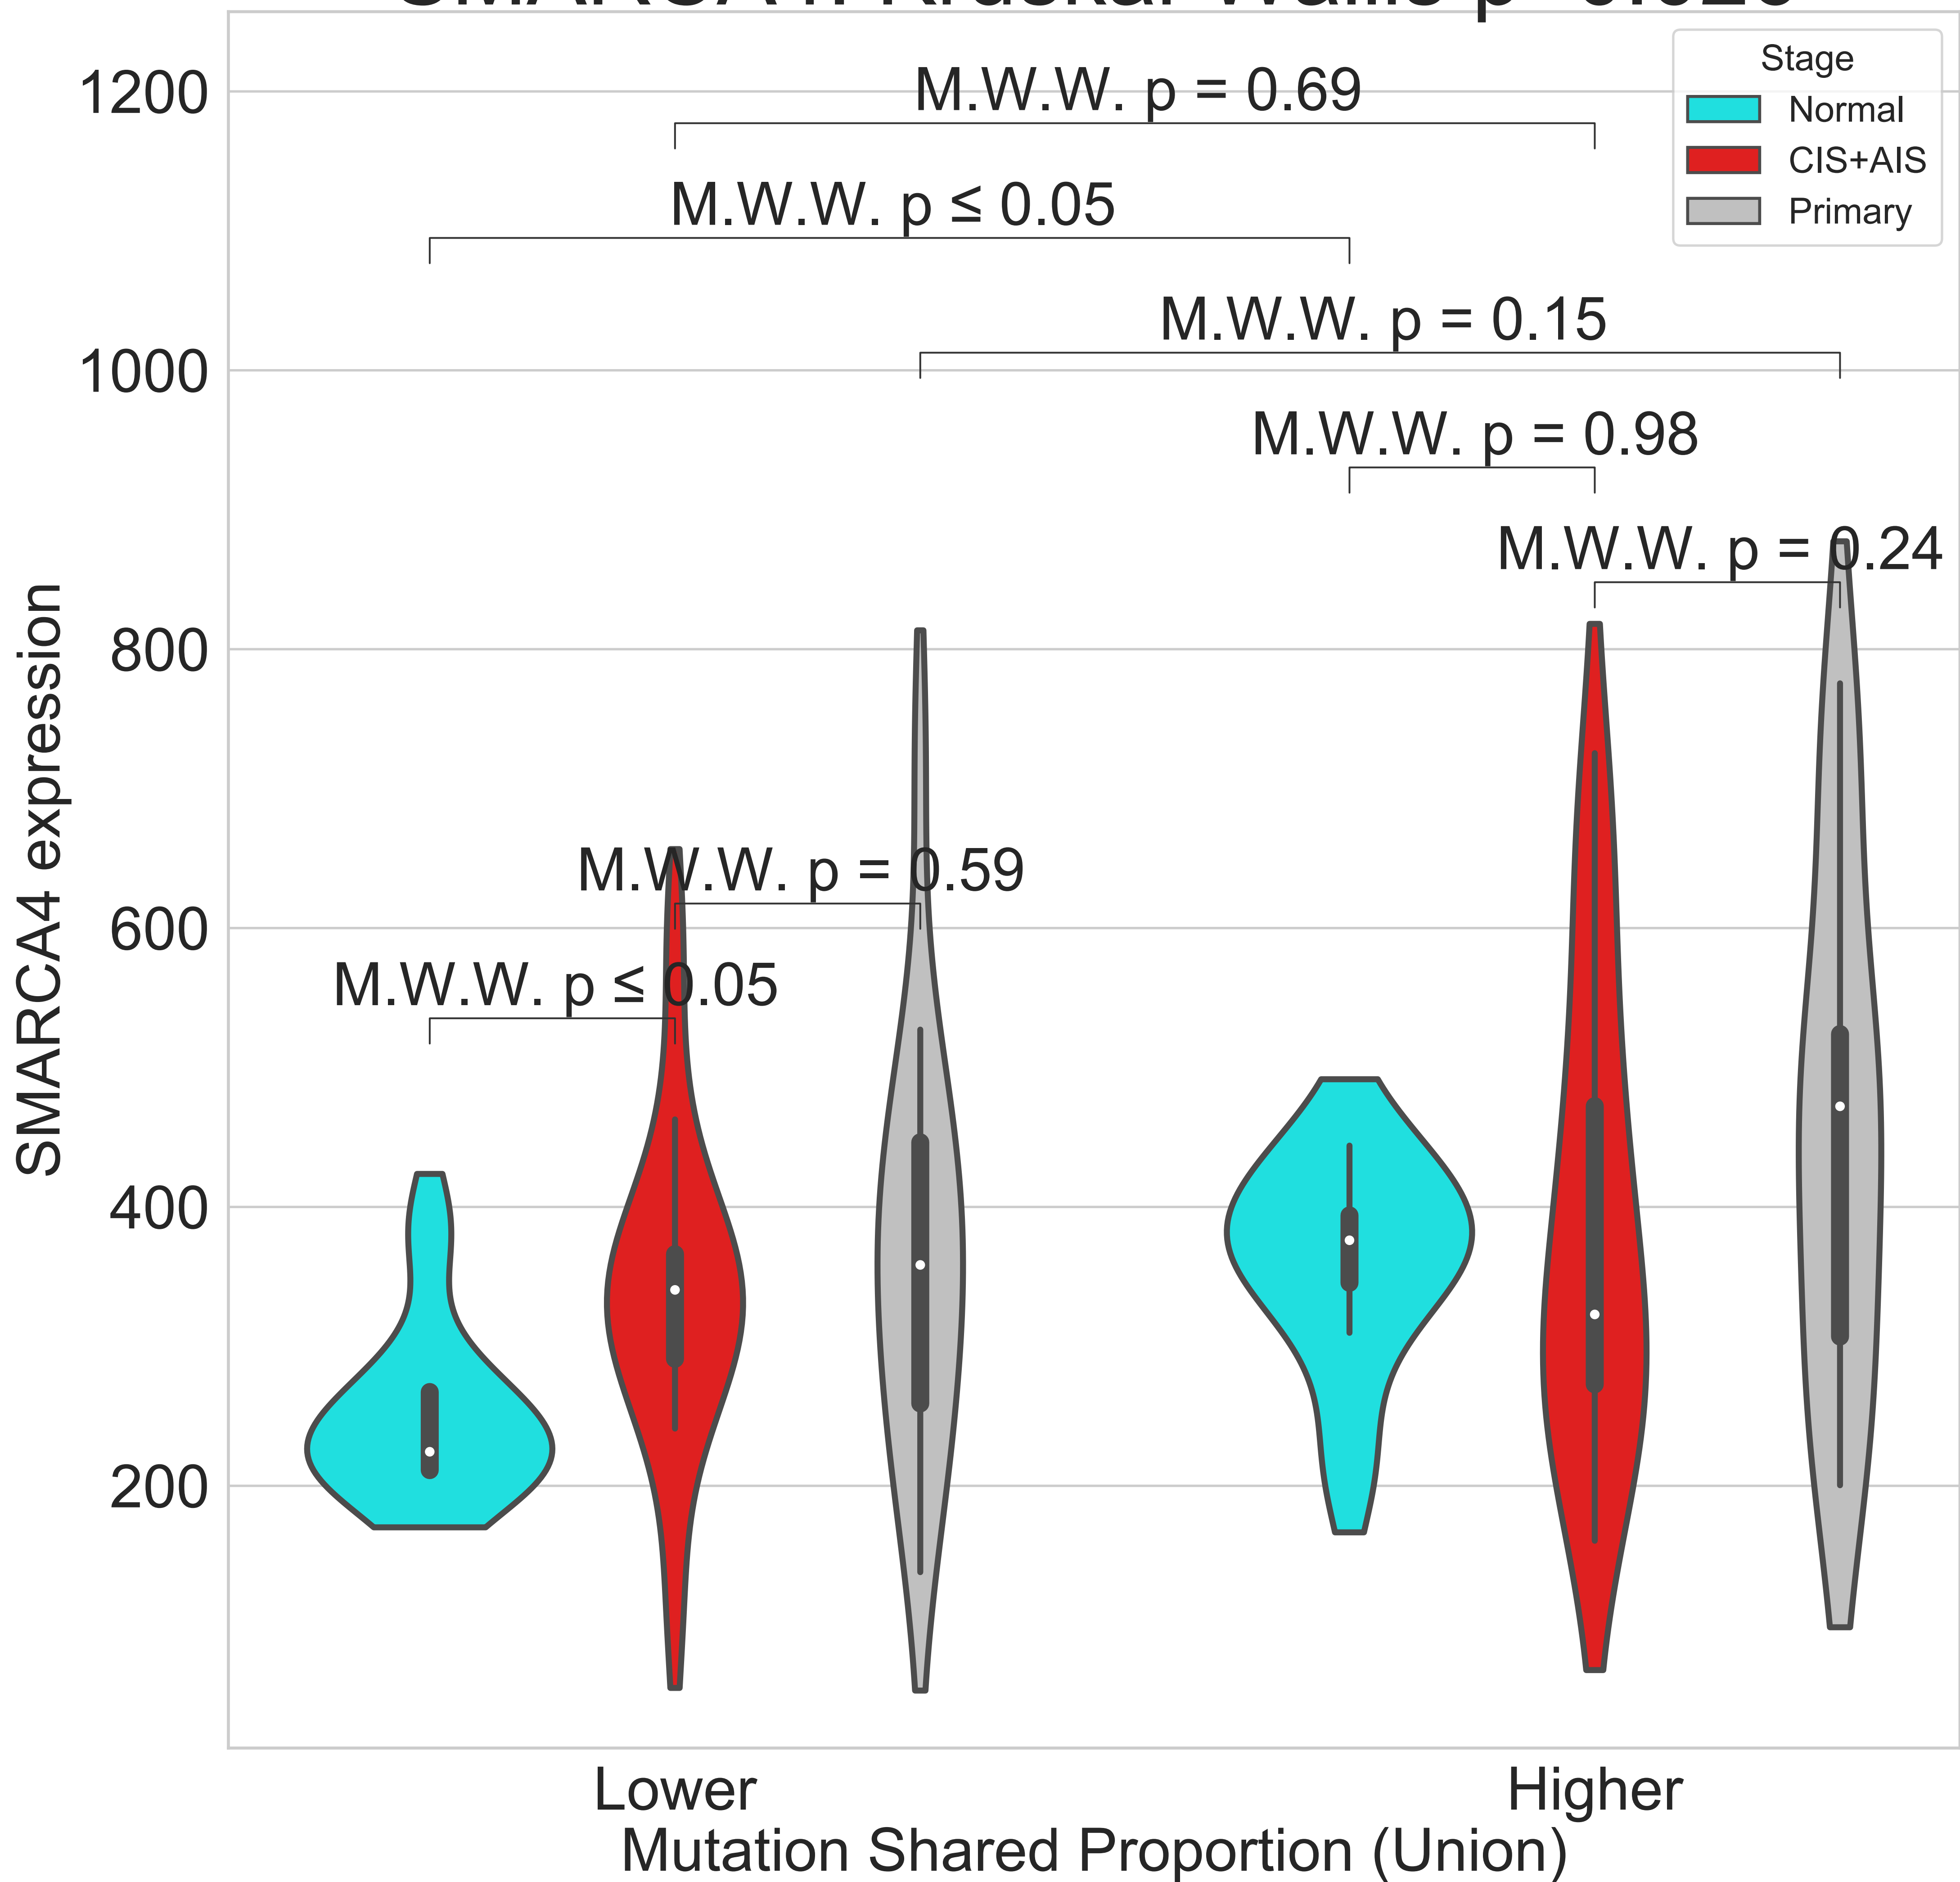 1200
1000
800
600
400
200
SMARCA4 expression
M.W.W. p = 0.69
M.W.W. p ≤ 0.05
M.W.W. p = 0.15
M.W.W. p = 0.98
M.W.W. p = 0.24
M.W.W. p = 0.59
M.W.W. p ≤ 0.05
Stage
Normal
CIS+AIS
Primary
Lower
Higher
Mutation Shared Proportion (Union)